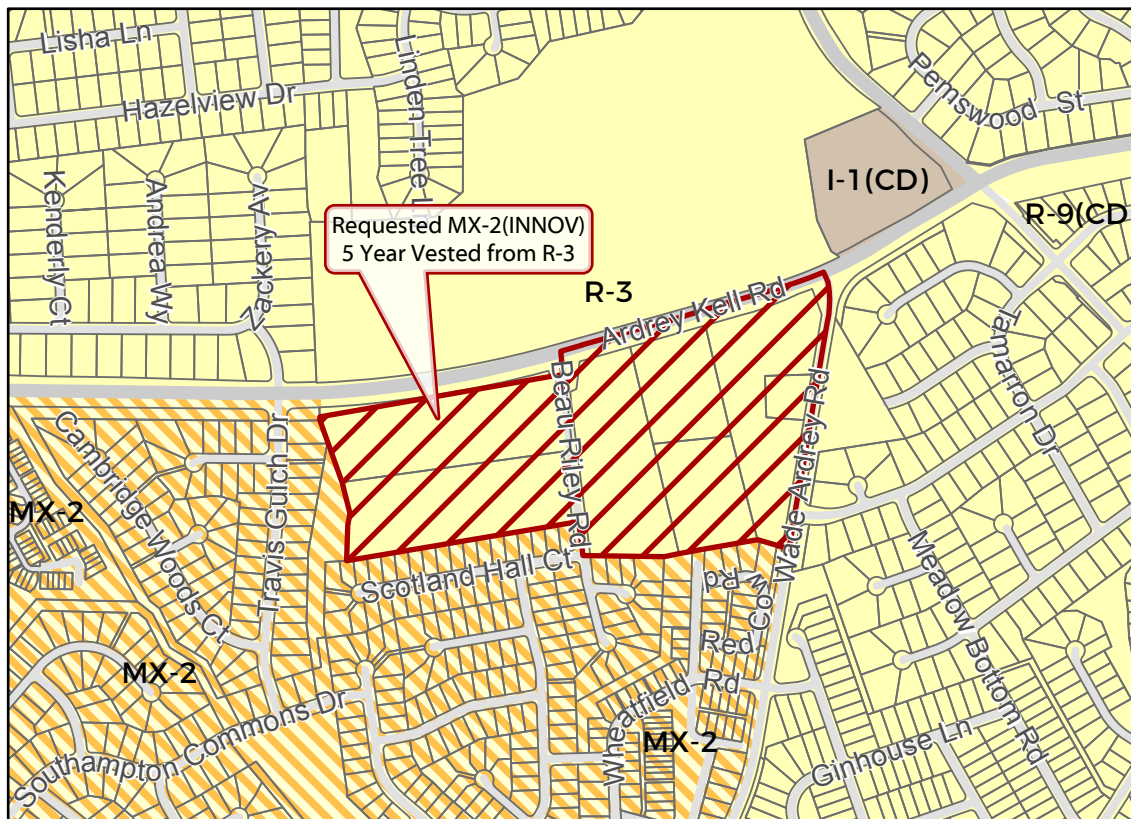 Lisha Ln
Hazelview Dr
Linden Tree L
Pernswood St
Kenderly Ct
Andrea Wy
Zackery Av
I-1(CD)
R-9(CD
Requested MX-2(INNOV)
5 Year Vested from R-3
R-3
Ardrey Kell Rd
Beau Riley Rd
Wade Ardrey Rd
Tamarron Dr
Cambridge Woods Ct
Travis Gulch Dr
MX-2
Scotland Hall Ct
Red Cow Rd
Meadow Bottom Rd
MX-2
Southampton Commons Dr
Wheatfield Rd
MX-2
Ginhouse Ln